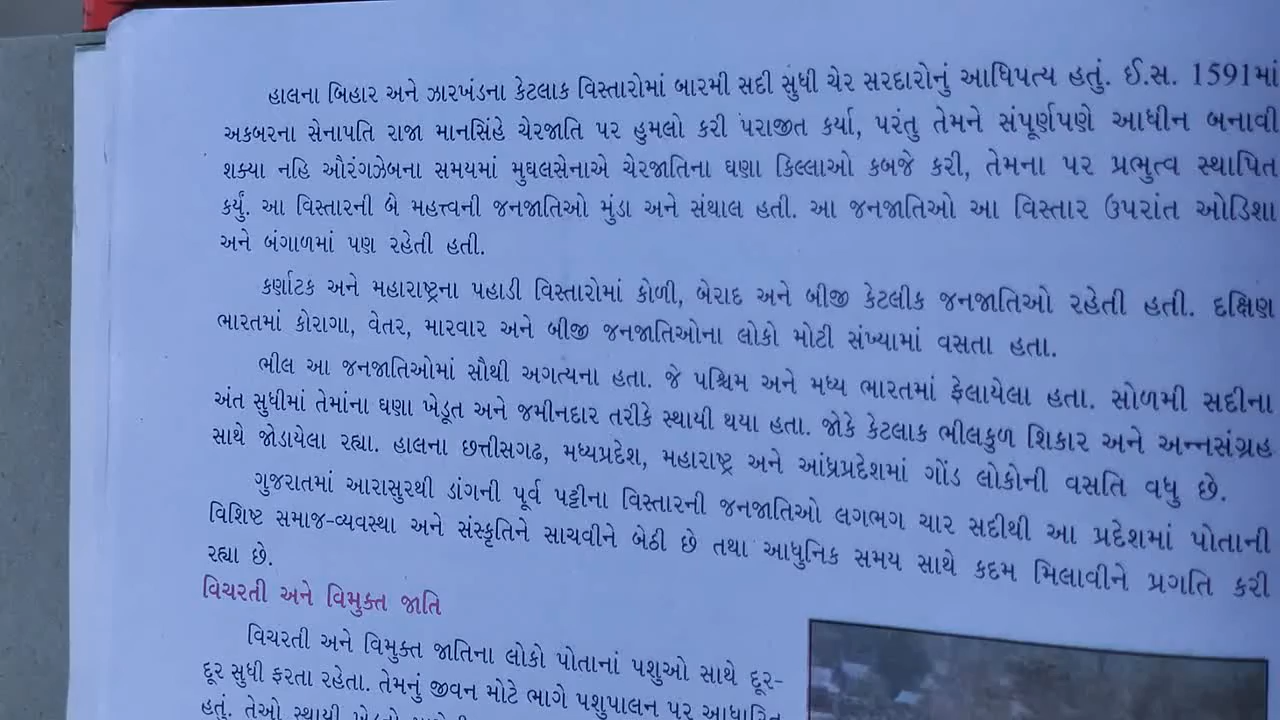 હાલના બિહાર અને ઝારખંડના કેટલાક વિસ્તારોમાં બારમી સદી સુધી ચેર સરદારોનું આધિપત્ય હતું. ઈ.સ. 1591માં
અકબરના સેનાપતિ રાજા માનસિંહે ચેરજાતિ પર હુમલો કરી પરાજીત કર્યા, પરંતુ તેમને સંપૂર્ણપણે આધીન બનાવી
શક્યા નહિ ઔરંગઝેબના સમયમાં મુઘલસેનાએ ચેરજાતિના ઘણા કિલ્લાઓ કબજે કરી, તેમના પર પ્રભુત્વ સ્થાપિત
કર્યું. આ વિસ્તારની બે મહત્ત્વની જનજાતિઓ મુંડા અને સંથાલ હતી. આ જનજાતિઓ આ વિસ્તાર ઉપરાંત ઓડિશા
અને બંગાળમાં પણ રહેતી હતી.
કર્ણાટક અને મહારાષ્ટ્રના પહાડી વિસ્તારોમાં કોળી, બેરાદ અને બીજી કેટલીક જનજાતિઓ રહેતી હતી. દક્ષિણ
ભારતમાં કોરાગા, વેતર, મારવાર અને બીજી જનજાતિઓના લોકો મોટી સંખ્યામાં વસતા હતા.
ભીલ આ જનજાતિઓમાં સૌથી અગત્યના હતા. જે પશ્ચિમ અને મધ્ય ભારતમાં ફેલાયેલા હતા. સોળમી સદીના
અંત સુધીમાં તેમાંના ઘણા ખેડૂત અને જમીનદાર તરીકે સ્થાયી થયા હતા. જોકે કેટલાક ભીલકુળ શિકાર અને અન્નસંગ્રહ
સાથે જોડાયેલા રહ્યા. હાલના છત્તીસગઢ, મધ્યપ્રદેશ, મહારાષ્ટ્ર અને આંધ્રપ્રદેશમાં ગોંડ લોકોની વસતિ વધુ છે.
ગુજરાતમાં આરાસુરથી ડાંગની પૂર્વ પટ્ટીના વિસ્તારની જનજાતિઓ લગભગ ચાર સદીથી આ પ્રદેશમાં પોતાની
વિશિષ્ટ સમાજ-વ્યવસ્થા અને સંસ્કૃતિને સાચવીને બેઠી છે તથા આધુનિક સમય સાથે કદમ મિલાવીને પ્રગતિ કરી
રહ્યા છે.
વિચરતી અને વિમુક્ત જાતિ
વિચરતી અને વિમુક્ત જાતિના લોકો પોતાનાં પશુઓ સાથે દૂર-
દૂર સુધી ફરતા રહેતા. તેમનું જીવન મોટે ભાગે પશુપાલન પર આધારિત
હતું. તેઓ સ્થાયી